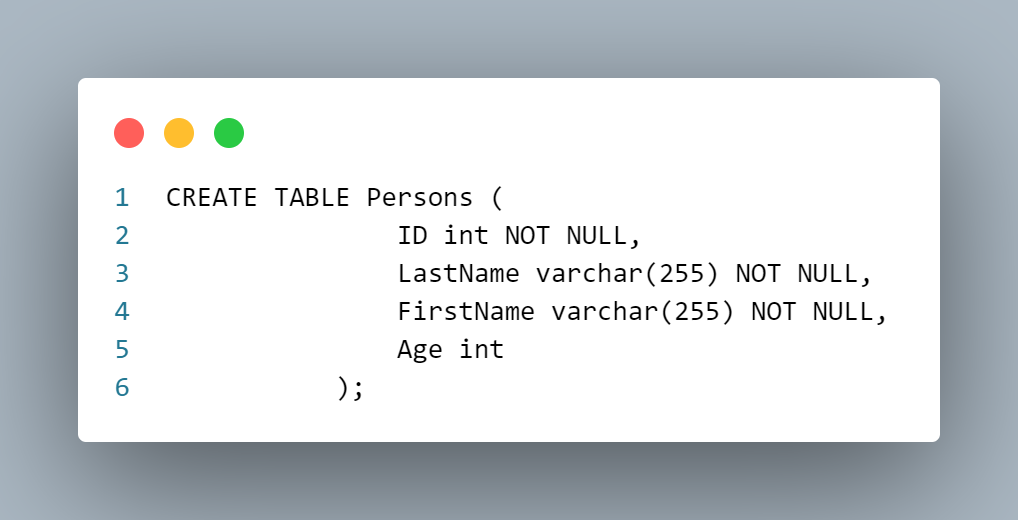 1 CREATE TABLE Persons (
2 ID int NOT NULL,
3 LastName varchar(255) NOT NULL,
4 FirstName varchar(255) NOT NULL,
5 Age int
6 );